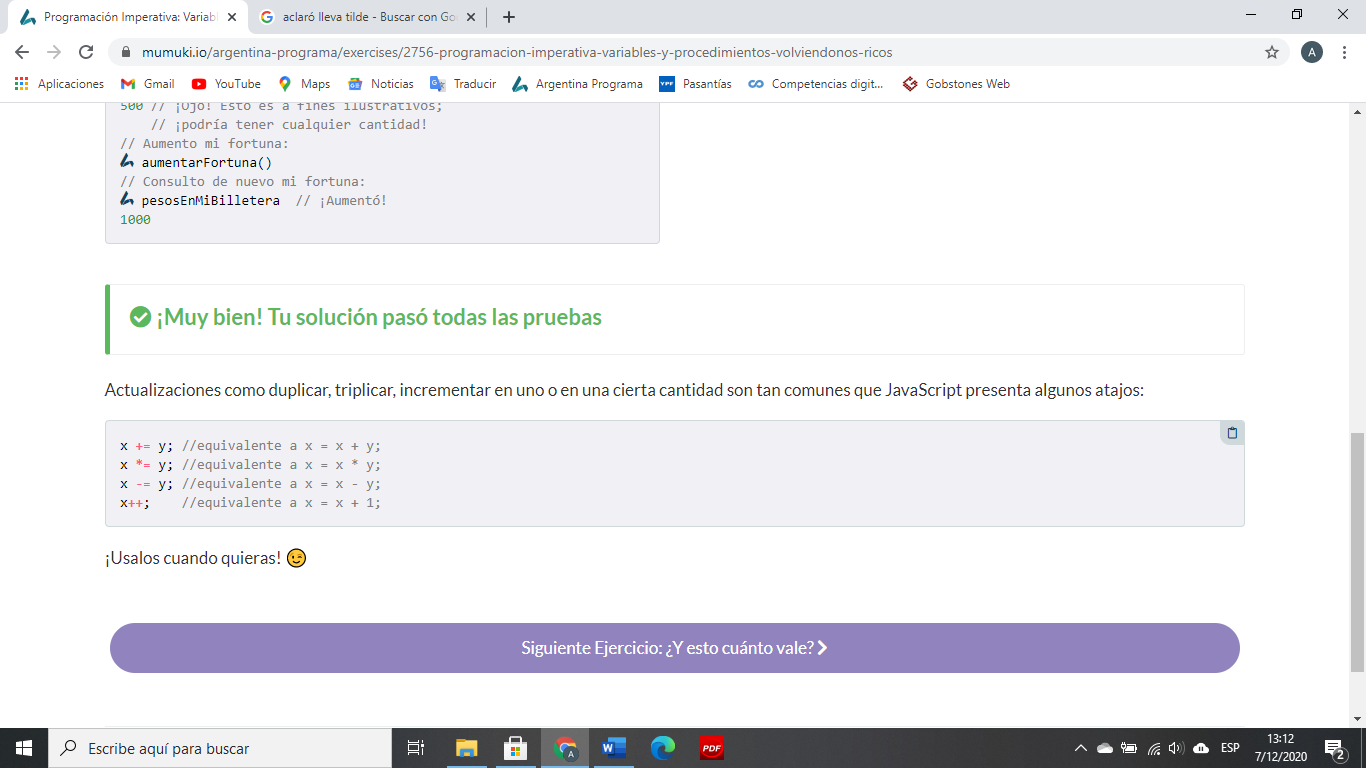 Programación Imperativa: Variabl
aclaró lleva tilde - Buscar con Go
mumuki.io/argentina-programa/exercises/2756-programacion-imperativa-variables-y-procedimientos-volviendonos-ricos
A
Aplicaciones Gmail YouTube Maps Noticias Traducir Argentina Programa YPF Pasantías Competencias digit... Gobstones Web
500 // ¡Ojo! Esto es a fines ilustrativos;
// ¡podría tener cualquier cantidad!
// Aumento mi fortuna:
aumentarFortuna()
// Consulto de nuevo mi fortuna:
pesosEnMiBilletera // ¡Aumentó!
1000
¡Muy bien! Tu solución pasó todas las pruebas
Actualizaciones como duplicar, triplicar, incrementar en uno o en una cierta cantidad son tan comunes que JavaScript presenta algunos atajos:
x += y; //equivalente a x = x + y;
x *= y; //equivalente a x = x * y;
x -= y; //equivalente a x = x - y;
x++; //equivalente a x = x + 1;
¡Usalos cuando quieras! 😉
Siguiente Ejercicio: ¿Y esto cuánto vale?
Escribe aquí para buscar
A
W
PDF
ESP
13:12
7/12/2020
2